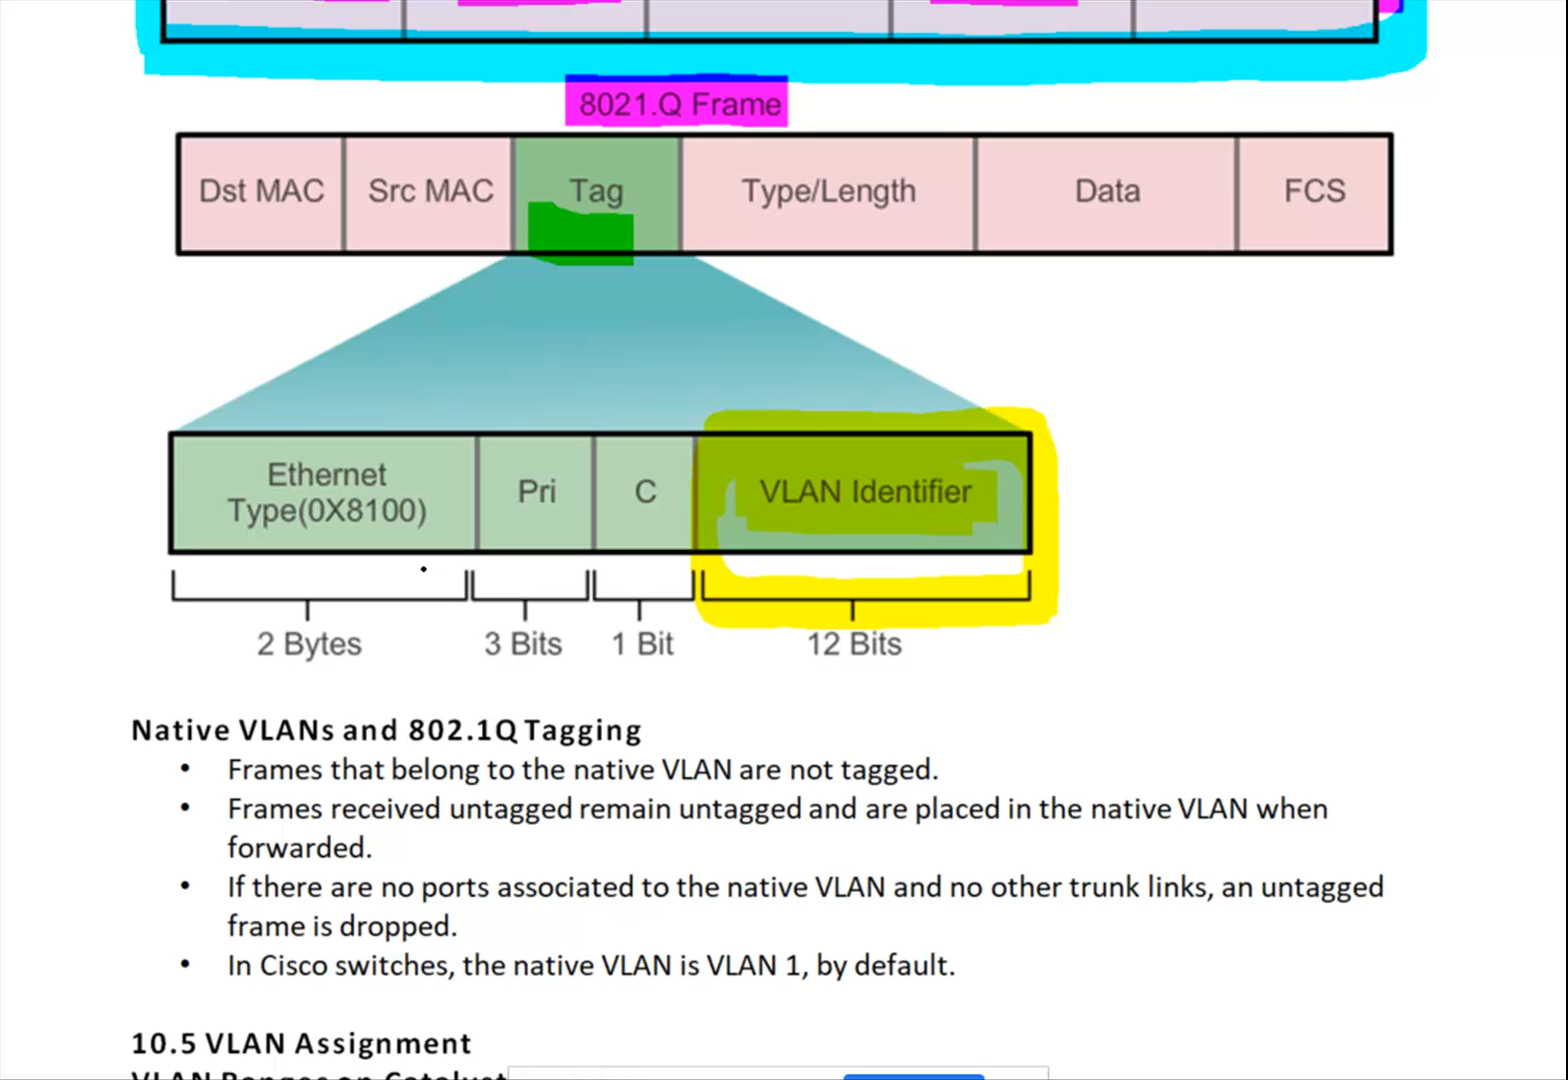 8021.Q Frame
Dst MAC Src MAC Tag Type/Length Data FCS
Ethernet
Type(0X8100) Pri C VLAN Identifier
2 Bytes 3 Bits 1 Bit 12 Bits
Native VLANs and 802.1Q Tagging
• Frames that belong to the native VLAN are not tagged.
• Frames received untagged remain untagged and are placed in the native VLAN when
forwarded.
• If there are no ports associated to the native VLAN and no other trunk links, an untagged
frame is dropped.
• In Cisco switches, the native VLAN is VLAN 1, by default.
10.5 VLAN Assignment
VLAN Ranges on Catalyst